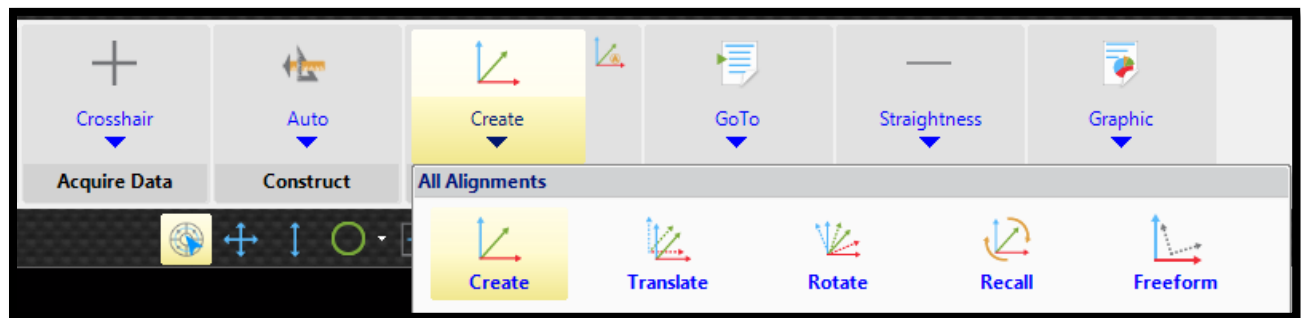 Crosshair Auto Create GoTo Straightness Graphic
Acquire Data Construct All Alignments
Create Translate Rotate Recall Freeform